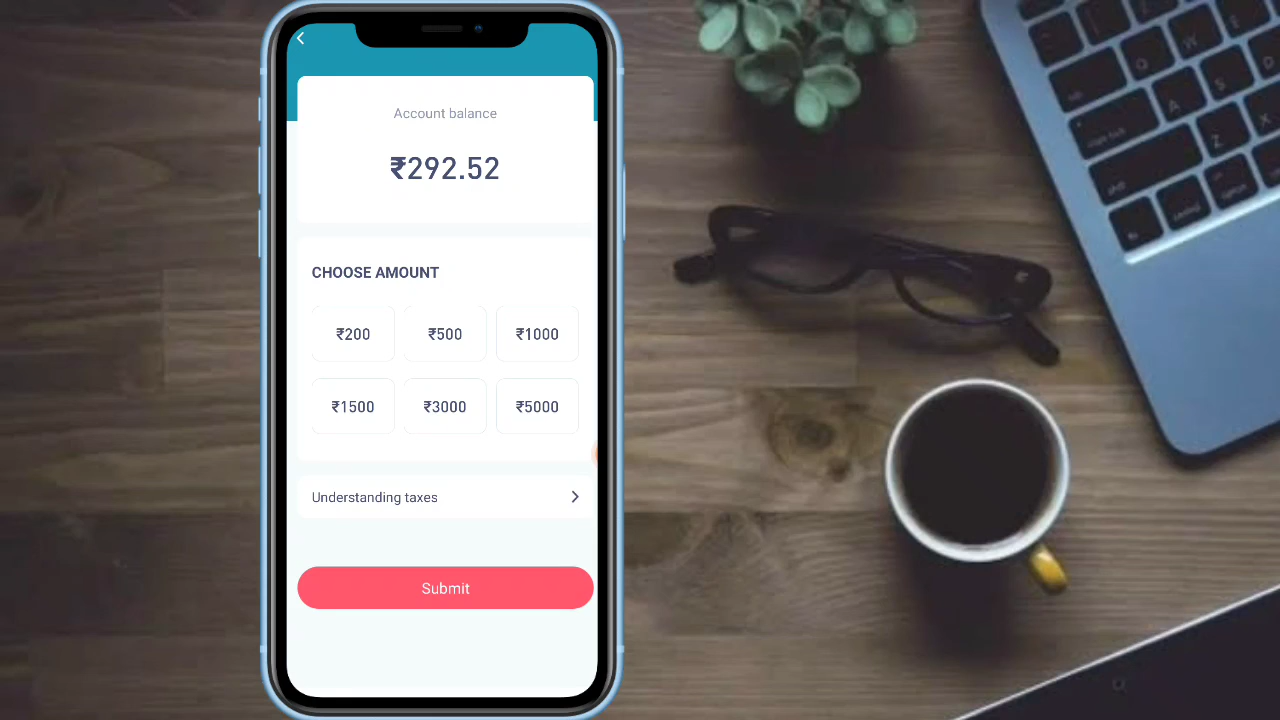 Account balance
₹292.52
CHOOSE AMOUNT
₹200 ₹500 ₹1000
₹1500 ₹3000 ₹5000
Understanding taxes
Submit